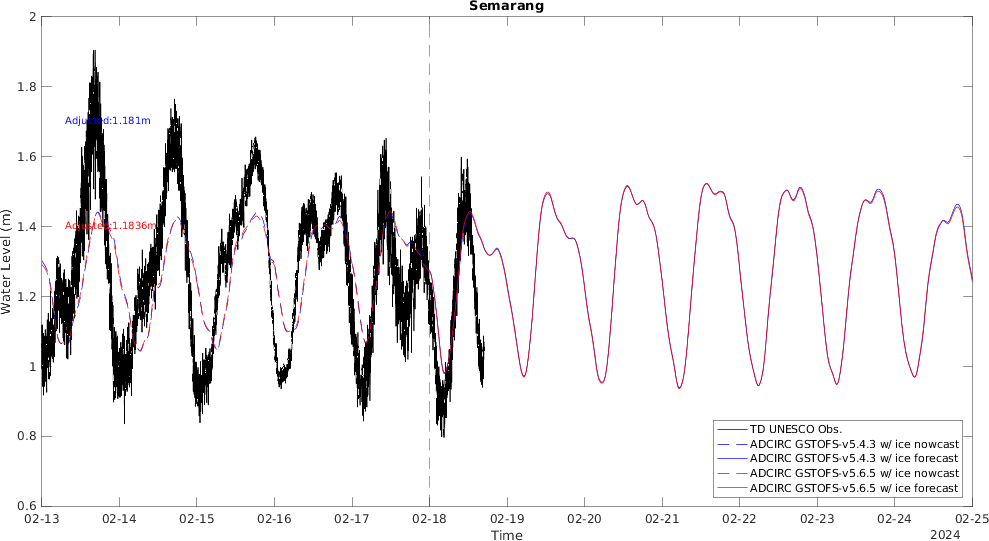 Semarang
2
1.8
1.6
1.4
1.2
1
0.8
0.6
Water Level (m)
Adjusted:1.181m
Adjusted:1.1836m
TD UNESCO Obs.
ADCIRC GSTOFS-v5.4.3 w/ ice nowcast
ADCIRC GSTOFS-v5.4.3 w/ ice forecast
ADCIRC GSTOFS-v5.6.5 w/ ice nowcast
ADCIRC GSTOFS-v5.6.5 w/ ice forecast
02-13 02-14 02-15 02-16 02-17 02-18 02-19 02-20 02-21 02-22 02-23 02-24 02-25
Time
2024